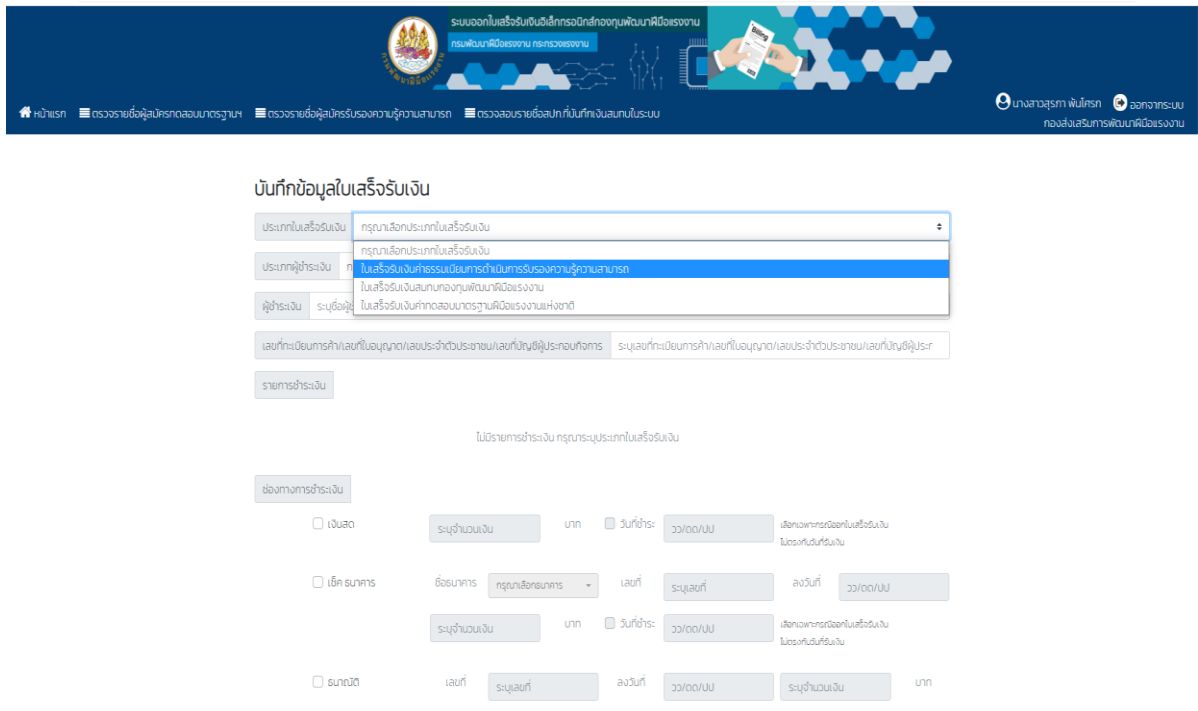 ระบบออกใบเสร็จรับเงินอิเล็กทรอนิกส์กองทุนพัฒนาฝีมือแรงงาน
กรมพัฒนาฝีมือแรงงาน กระทรวงแรงงาน
Billing
กรมพัฒนาฝีมือแรงงาน
หน้าแรก ตรวจรายชื่อผู้สมัครทดสอบมาตรฐานฯ ตรวจรายชื่อผู้สมัครรับรองความรู้ความสามารถ ตรวจสอบรายชื่อสปก.ที่บันทึกเงินสมทบในระบบ
นางสาวสุรภา พันไศรก ออกจากระบบ
กองส่งเสริมการพัฒนาฝีมือแรงงาน
บันทึกข้อมูลใบเสร็จรับเงิน
ประเภทใบเสร็จรับเงิน กรุณาเลือกประเภทใบเสร็จรับเงิน
กรุณาเลือกประเภทใบเสร็จรับเงิน
ประเภทผู้ชำระเงิน ก ใบเสร็จรับเงินค่าธรรมเนียมการดำเนินการรับรองความรู้ความสามารถ
ใบเสร็จรับเงินสมทบกองทุนพัฒนาฝีมือแรงงาน
ผู้ชำระเงิน ระบุชื่อผู้ช ใบเสร็จรับเงินค่าทดสอบมาตรฐานฝีมือแรงงานแห่งชาติ
เลขที่ทะเบียนการค้า/เลขที่ใบอนุญาต/เลขประจำตัวประชาชน/เลขที่บัญชีผู้ประกอบกิจการ ระบุเลขที่ทะเบียนการค้า/เลขที่ใบอนุญาต/เลขประจำตัวประชาชน/เลขที่บัญชีผู้ประก
รายการชำระเงิน
ไม่มีรายการชำระเงิน กรุณาระบุประเภทใบเสร็จรับเงิน
ช่องทางการชำระเงิน
เงินสด ระบุจำนวนเงิน บาท วันที่ชำระ วว/ดด/ปป เลือกเฉพาะกรณีออกใบเสร็จรับเงิน
ไม่ตรงกับวันที่รับเงิน
เช็ค ธนาคาร ชื่อธนาคาร กรุณาเลือกธนาคาร เลขที่ ระบุเลขที่ ลงวันที่ วว/ดด/ปป
ระบุจำนวนเงิน บาท วันที่ชำระ วว/ดด/ปป เลือกเฉพาะกรณีออกใบเสร็จรับเงิน
ไม่ตรงกับวันที่รับเงิน
ธนาณัติ เลขที่ ระบุเลขที่ ลงวันที่ วว/ดด/ปป ระบุจำนวนเงิน บาท